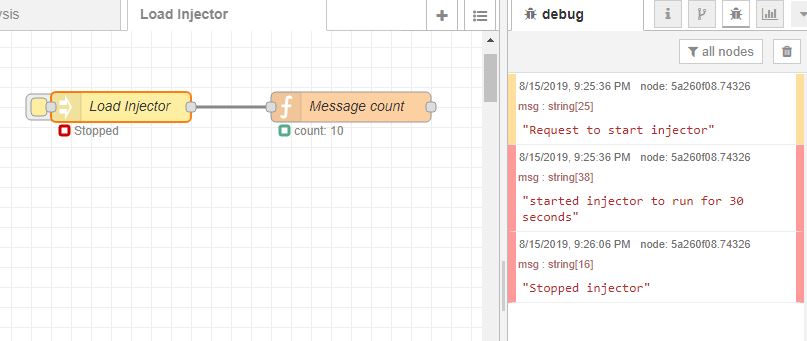 ysis
Load Injector
debug
i
all nodes
Load Injector
Message count
Stopped
count: 10
8/15/2019, 9:25:36 PM node: 5a260f08.74326
msg : string[25]
"Request to start injector"
8/15/2019, 9:25:36 PM node: 5a260f08.74326
msg : string[38]
"started injector to run for 30
seconds"
8/15/2019, 9:26:06 PM node: 5a260f08.74326
msg : string[16]
"Stopped injector"